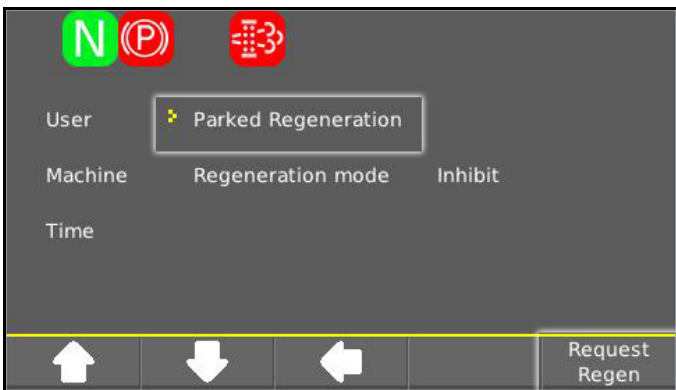 N (P)
User Parked Regeneration
Machine Regeneration mode Inhibit
Time
Request
Regen